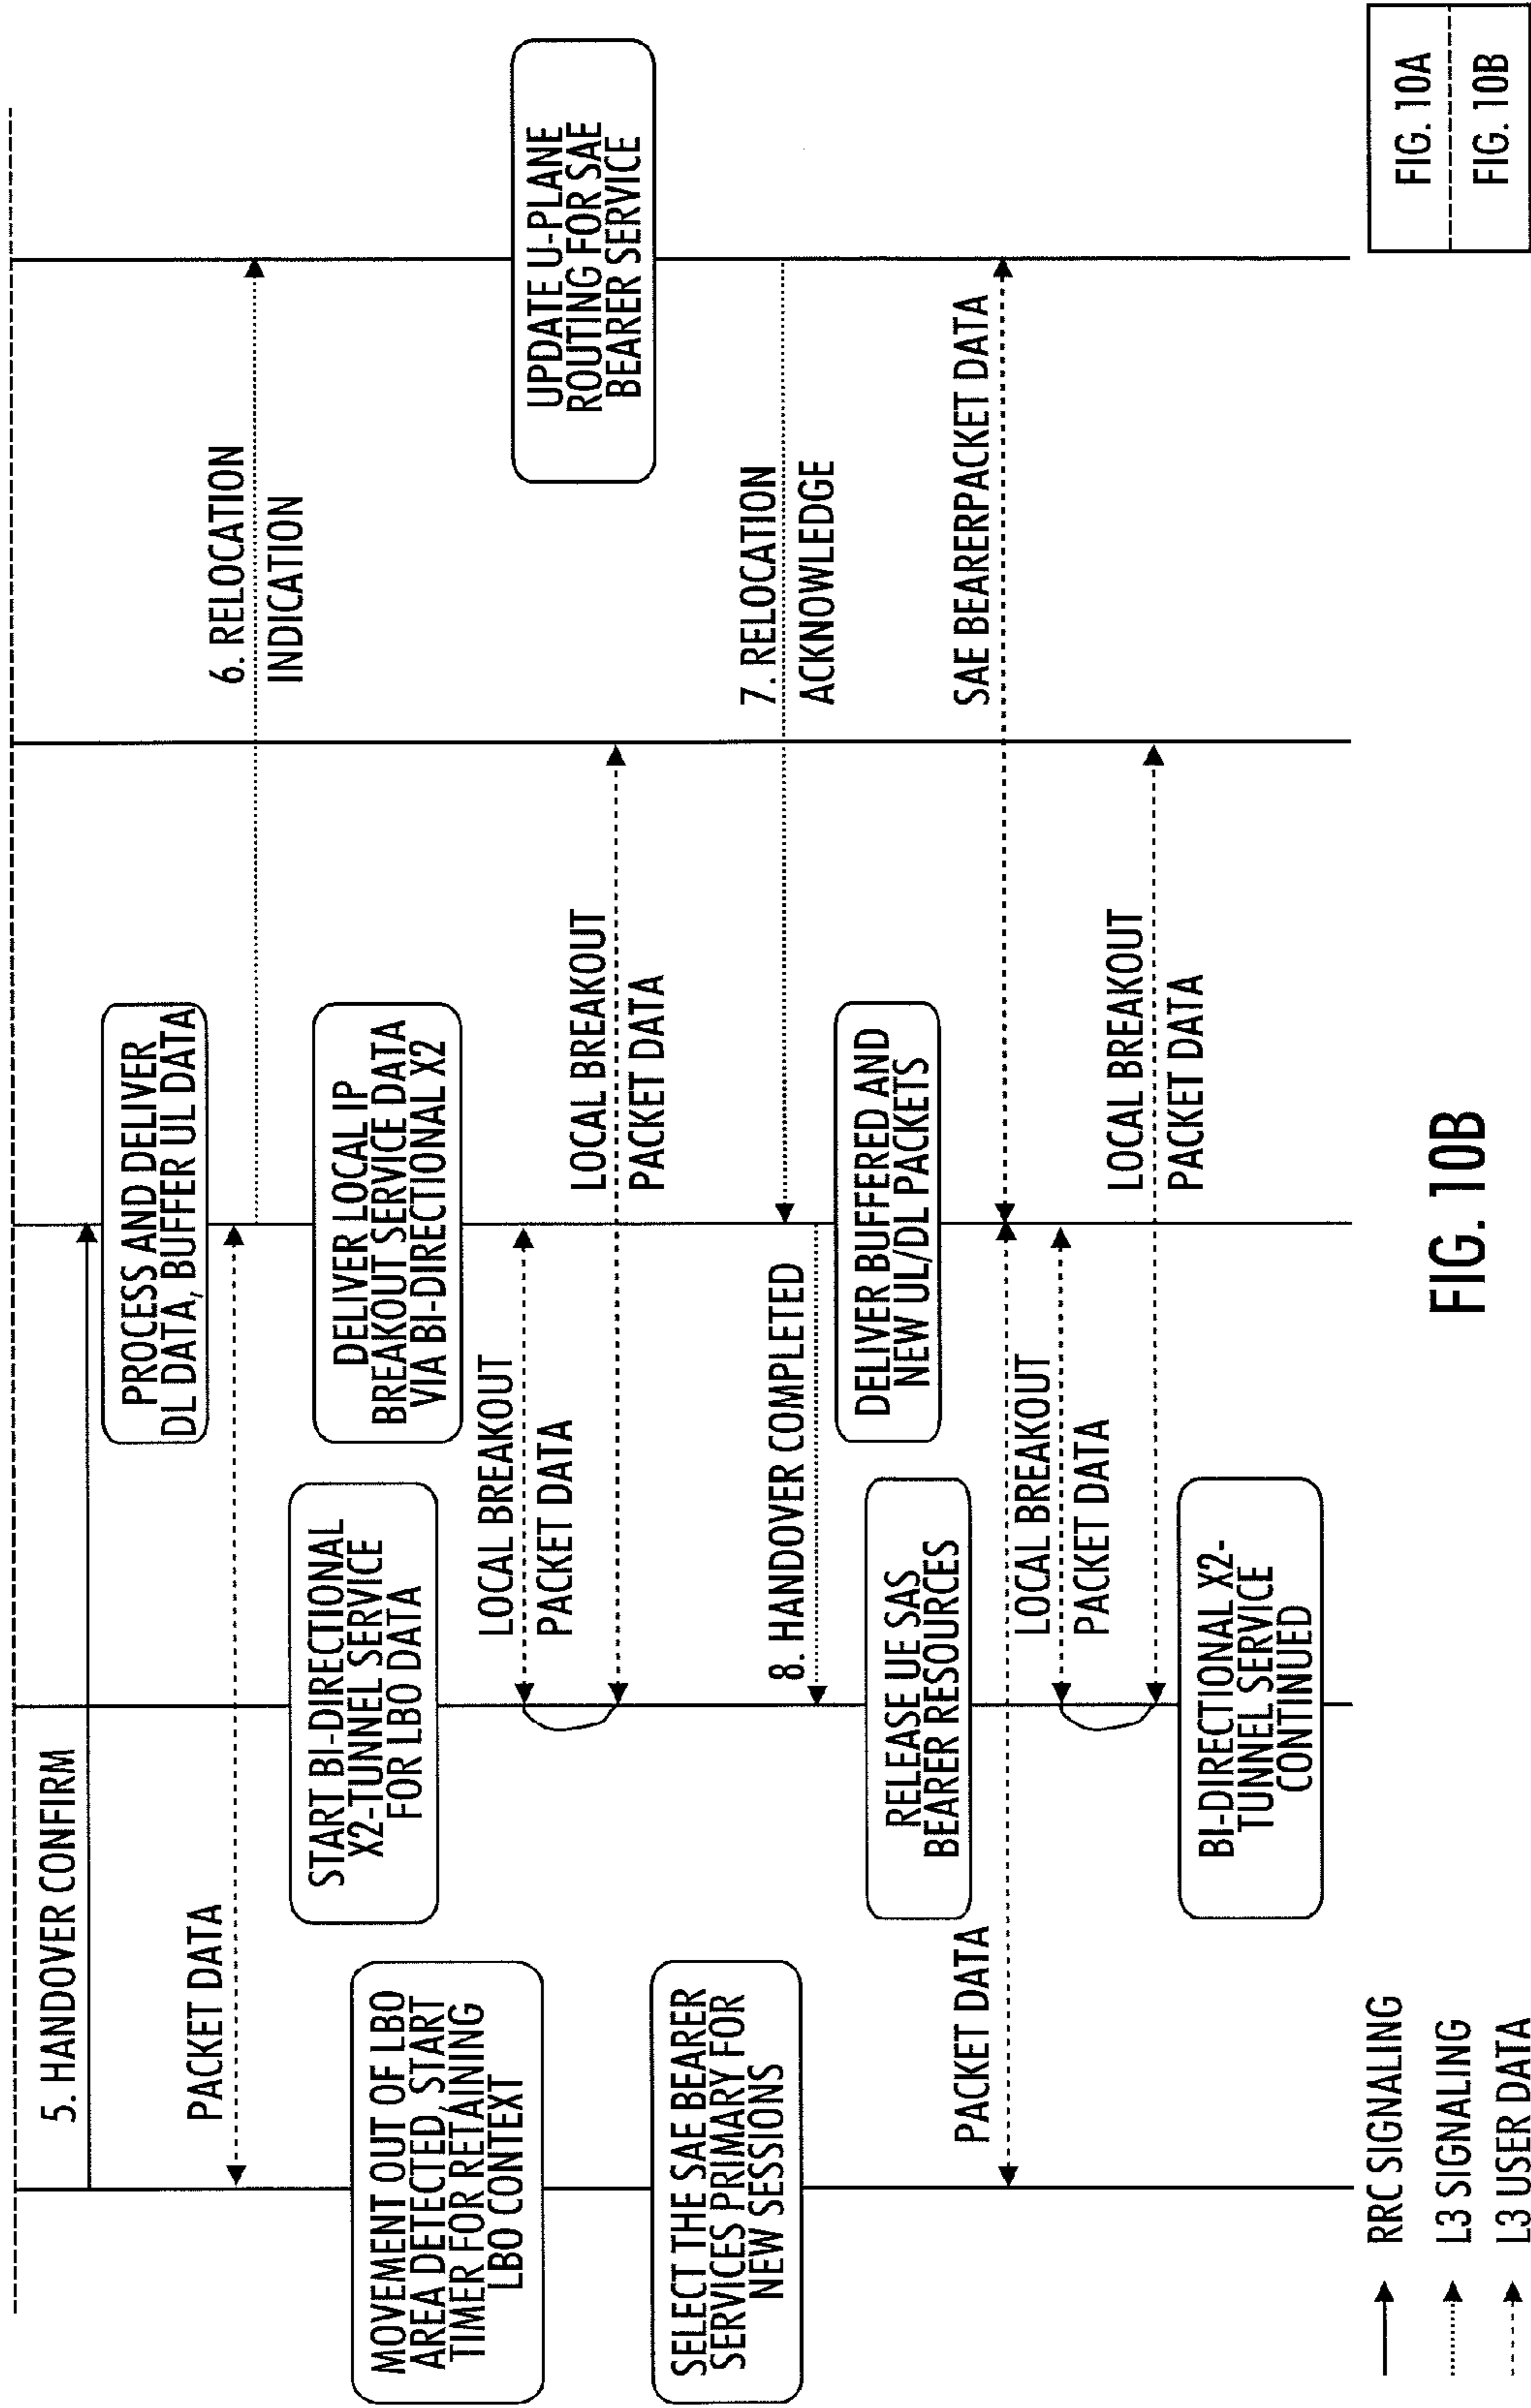 5. HANDOVER CONFIRM
PROCESS AND DELIVER
DL DATA, BUFFER UL DATA
PACKET DATA
6. RELOCATION
INDICATION
START BI-DIRECTIONAL
X2-TUNNEL SERVICE
FOR LBO DATA
DELIVER LOCAL IP
BREAKOUT SERVICE DATA
VIA BI-DIRECTIONAL X2
MOVEMENT OUT OF LBO
AREA DETECTED, START
TIMER FOR RETAINING
LBO CONTEXT
LOCAL BREAKOUT
PACKET DATA
UPDATE U-PLANE
ROUTING FOR SAE
BEARER SERVICE
LOCAL BREAKOUT
PACKET DATA
SELECT THE SAE BEARER
SERVICES PRIMARY FOR
NEW SESSIONS
7. RELOCATION
ACKNOWLEDGE
8. HANDOVER COMPLETED
DELIVER BUFFERED AND
NEW UL/DL PACKETS
RELEASE UE SAS
BEARER RESOURCES
PACKET DATA
SAE BEARERPACKET DATA
LOCAL BREAKOUT
PACKET DATA
LOCAL BREAKOUT
PACKET DATA
BI-DIRECTIONAL X2-
TUNNEL SERVICE
CONTINUED
RRC SIGNALING
L3 SIGNALING
L3 USER DATA
FIG. 10B
FIG. 10A
FIG. 10B